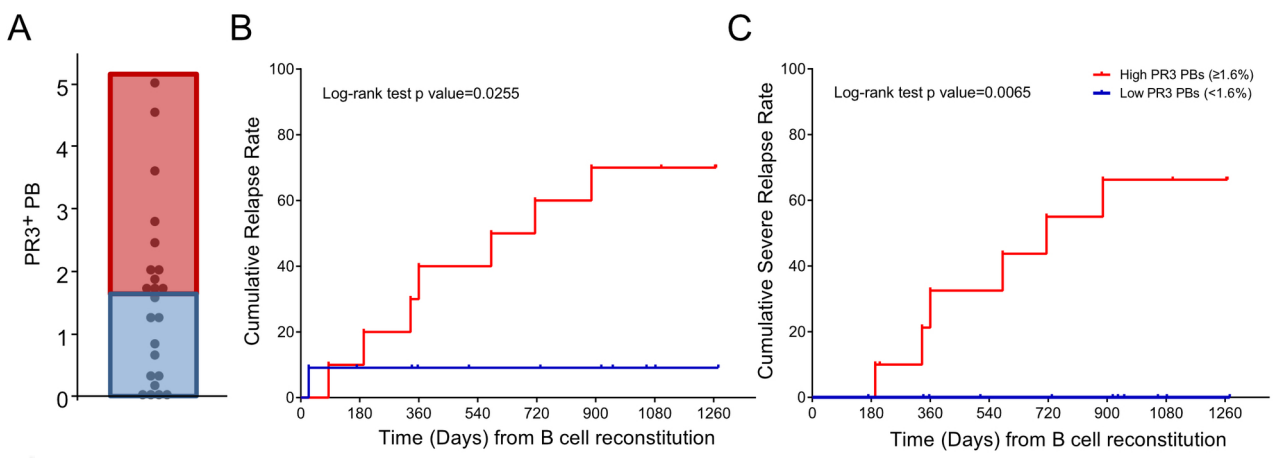 A
PR3+ PB
5
4
3
2
1
0
B
Cumulative Relapse Rate
100
80
60
40
20
0
Log-rank test p value=0.0255
0 180 360 540 720 900 1080 1260
Time (Days) from B cell reconstitution
C
Cumulative Severe Relapse Rate
100
80
60
40
20
0
Log-rank test p value=0.0065
High PR3 PBs (≥1.6%)
Low PR3 PBs (<1.6%)
0 180 360 540 720 900 1080 1260
Time (Days) from B cell reconstitution